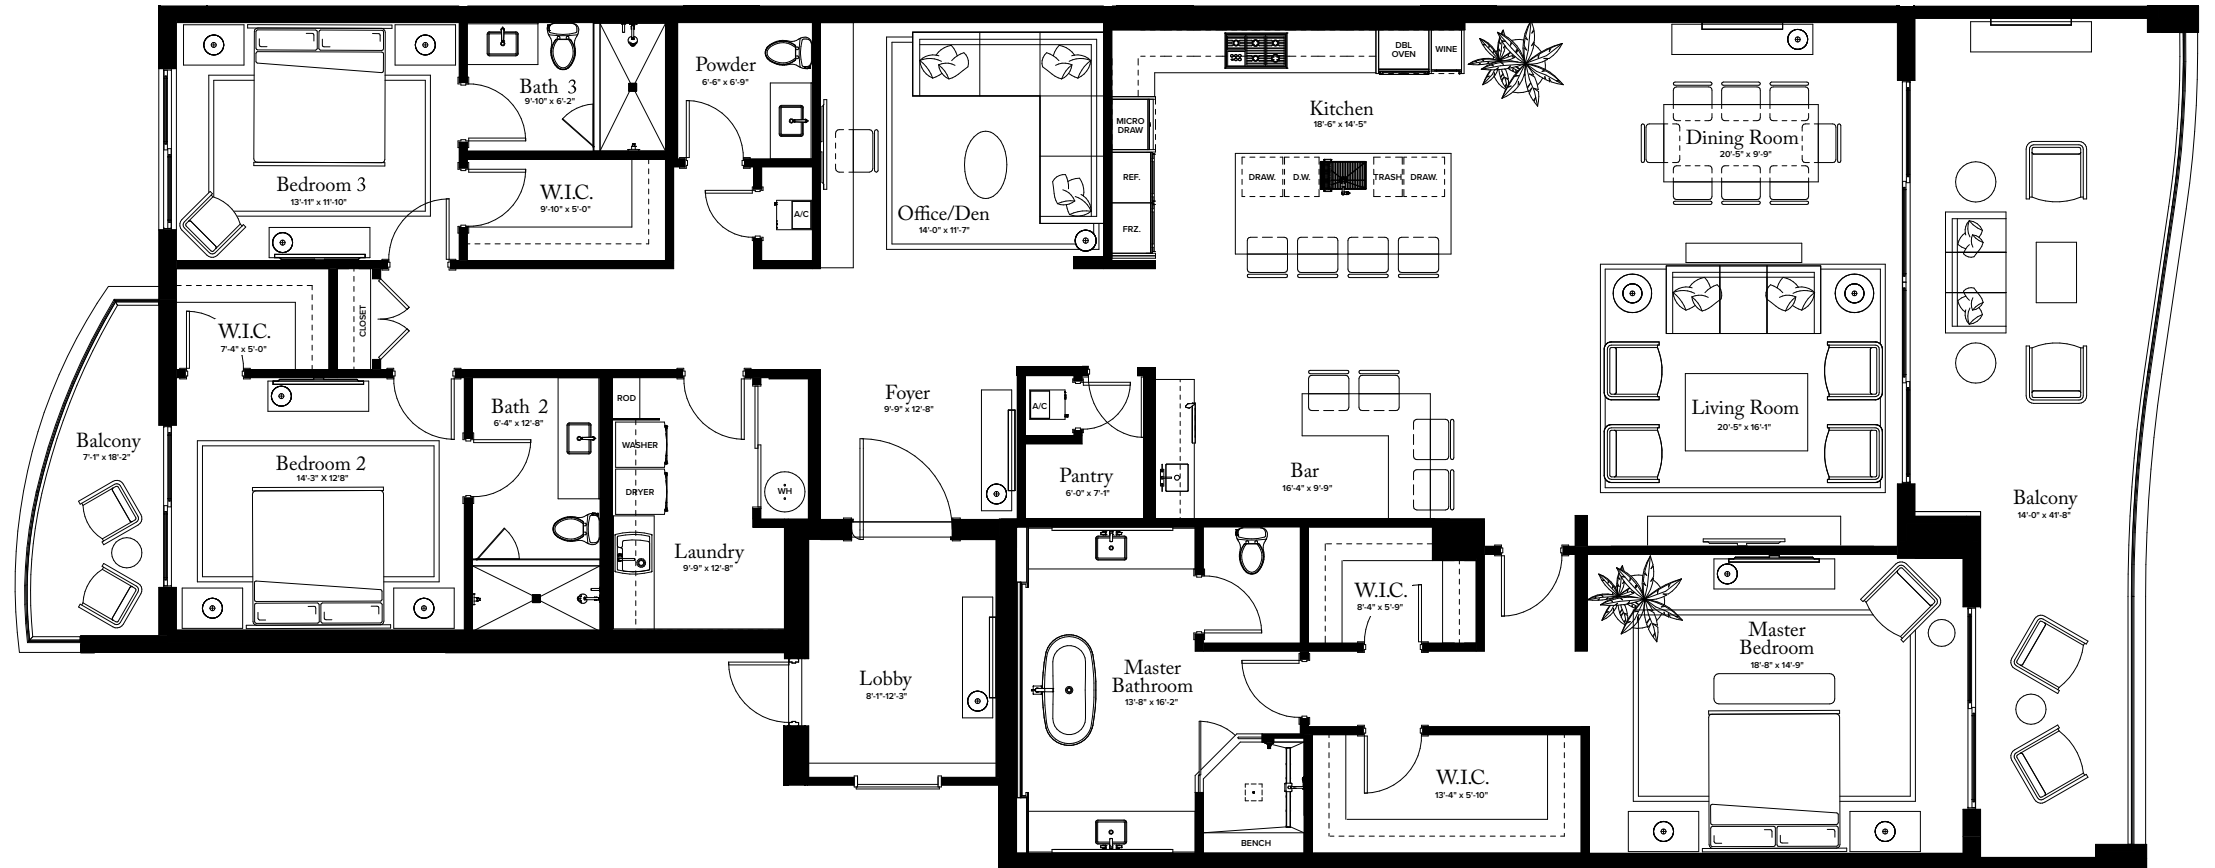 Bedroom 3
13'-11" x 11'-10"
Bath 3
9'-10" x 6'-2"
W.I.C.
9'-10" x 5'-0"
Powder
6'-6" x 6'-9"
A/C
Office/Den
14'-0" x 11'-7"
MICRO
DRAW
REF.
FRZ.
DBL
OVEN
WINE
Kitchen
18'-6" x 14'-5"
DRAW.
D.W.
TRASH
DRAW.
Dining Room
20'-5" x 9'-9"
W.I.C.
7'-4" x 5'-0"
CLOSET
Balcony
7'-1" x 18'-2"
Bedroom 2
14'-3" X 12'8"
Bath 2
6'-4" x 12'-8"
ROD
WASHER
DRYER
WH
Laundry
9'-9" x 12'-8"
Foyer
9'-9" x 12'-8"
A/C
Pantry
6'-0" x 7'-1"
Bar
16'-4" x 9'-9"
Living Room
20'-5" x 16'-1"
Balcony
14'-0" x 41'-8"
Lobby
8'-1"-12'-3"
Master
Bathroom
13'-8" x 16'-2"
W.I.C.
8'-4" x 5'-9"
W.I.C.
13'-4" x 5'-10"
BENCH
Master
Bedroom
18'-8" x 14'-9"